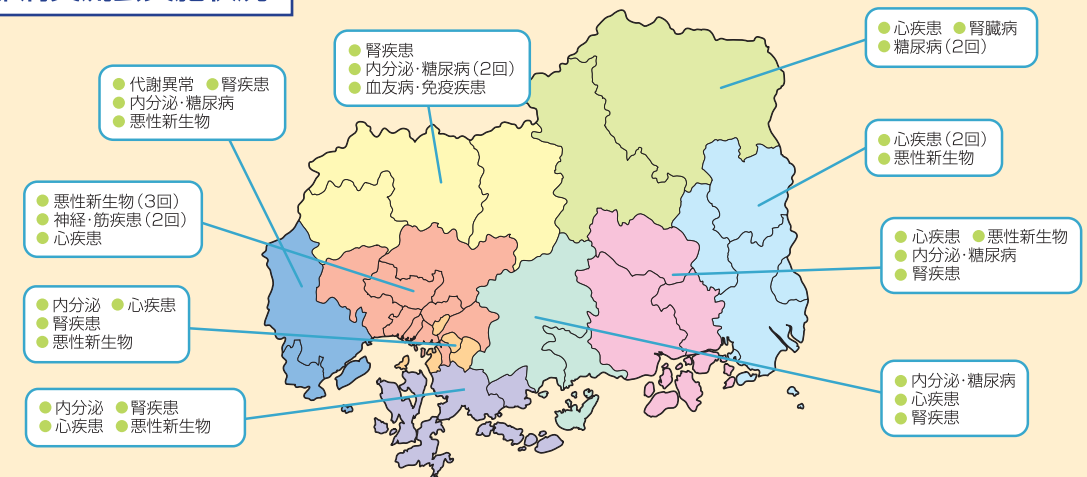 腎疾患
内分泌・糖尿病(2回)
血友病・免疫疾患
代謝異常 腎疾患
内分泌・糖尿病
悪性新生物
悪性新生物(3回)
神経・筋疾患(2回)
心疾患
内分泌 心疾患
腎疾患
悪性新生物
内分泌 腎疾患
心疾患 悪性新生物
心疾患 腎臓病
糖尿病(2回)
心疾患(2回)
悪性新生物
心疾患 悪性新生物
内分泌・糖尿病
腎疾患
内分泌・糖尿病
心疾患
腎疾患